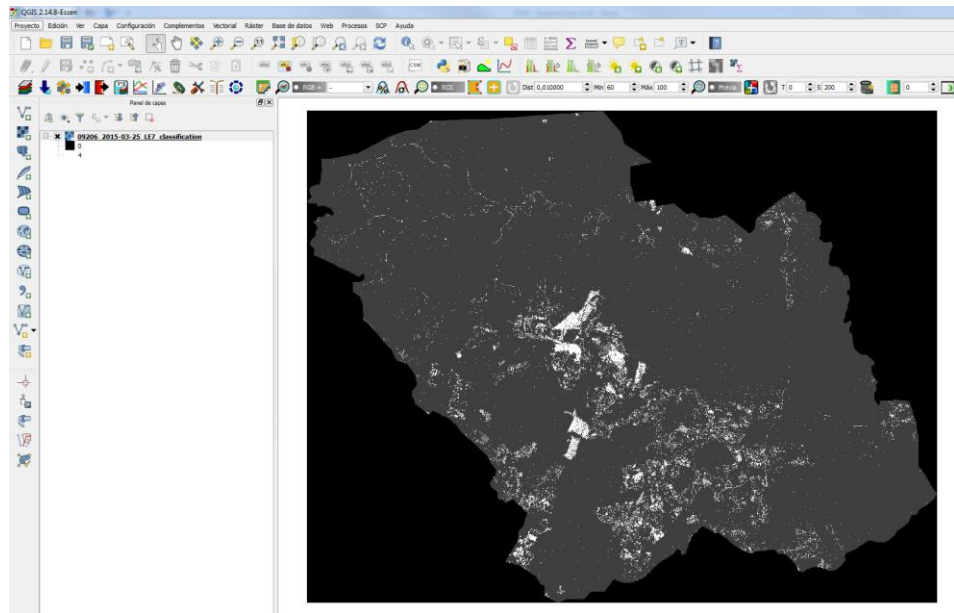 QGIS 2.14.8-Essen
Proyecto Edición Ver Capa Configuración Complementos Vectorial Ráster Base de datos Web Procesos SCP Ayuda
CSW
RGB = - ROI Dist 0,010000 Min 60 Máx 100 Previa T 0 S 200 0
Panel de capas
09206_2015-03-25_LE7_classification
0
4